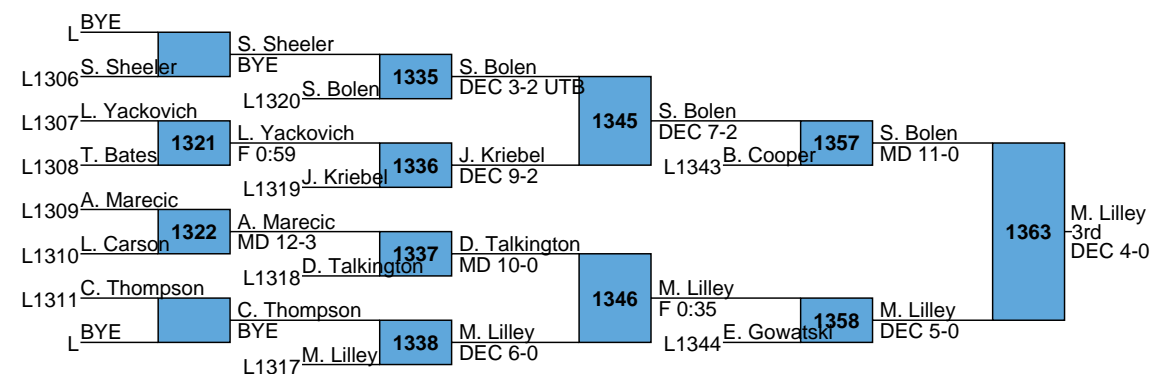 BYE
L
S. Sheeler
L1306
S. Sheeler
BYE
1335
S. Bolen
L1320
S. Bolen
DEC 3-2 UTB
L. Yackovich
L1307
1321
T. Bates
L1308
L. Yackovich
F 0:59
1336
J. Kriebel
L1319
J. Kriebel
DEC 9-2
1345
S. Bolen
DEC 7-2
1357
B. Cooper
L1343
S. Bolen
MD 11-0
A. Marecic
L1309
1322
L. Carson
L1310
A. Marecic
MD 12-3
1337
D. Talkington
L1318
D. Talkington
MD 10-0
C. Thompson
L1311
BYE
L
C. Thompson
BYE
1338
M. Lilley
L1317
M. Lilley
DEC 6-0
1346
M. Lilley
F 0:35
1358
E. Gowatski
L1344
M. Lilley
DEC 5-0
1363
M. Lilley
3rd
DEC 4-0